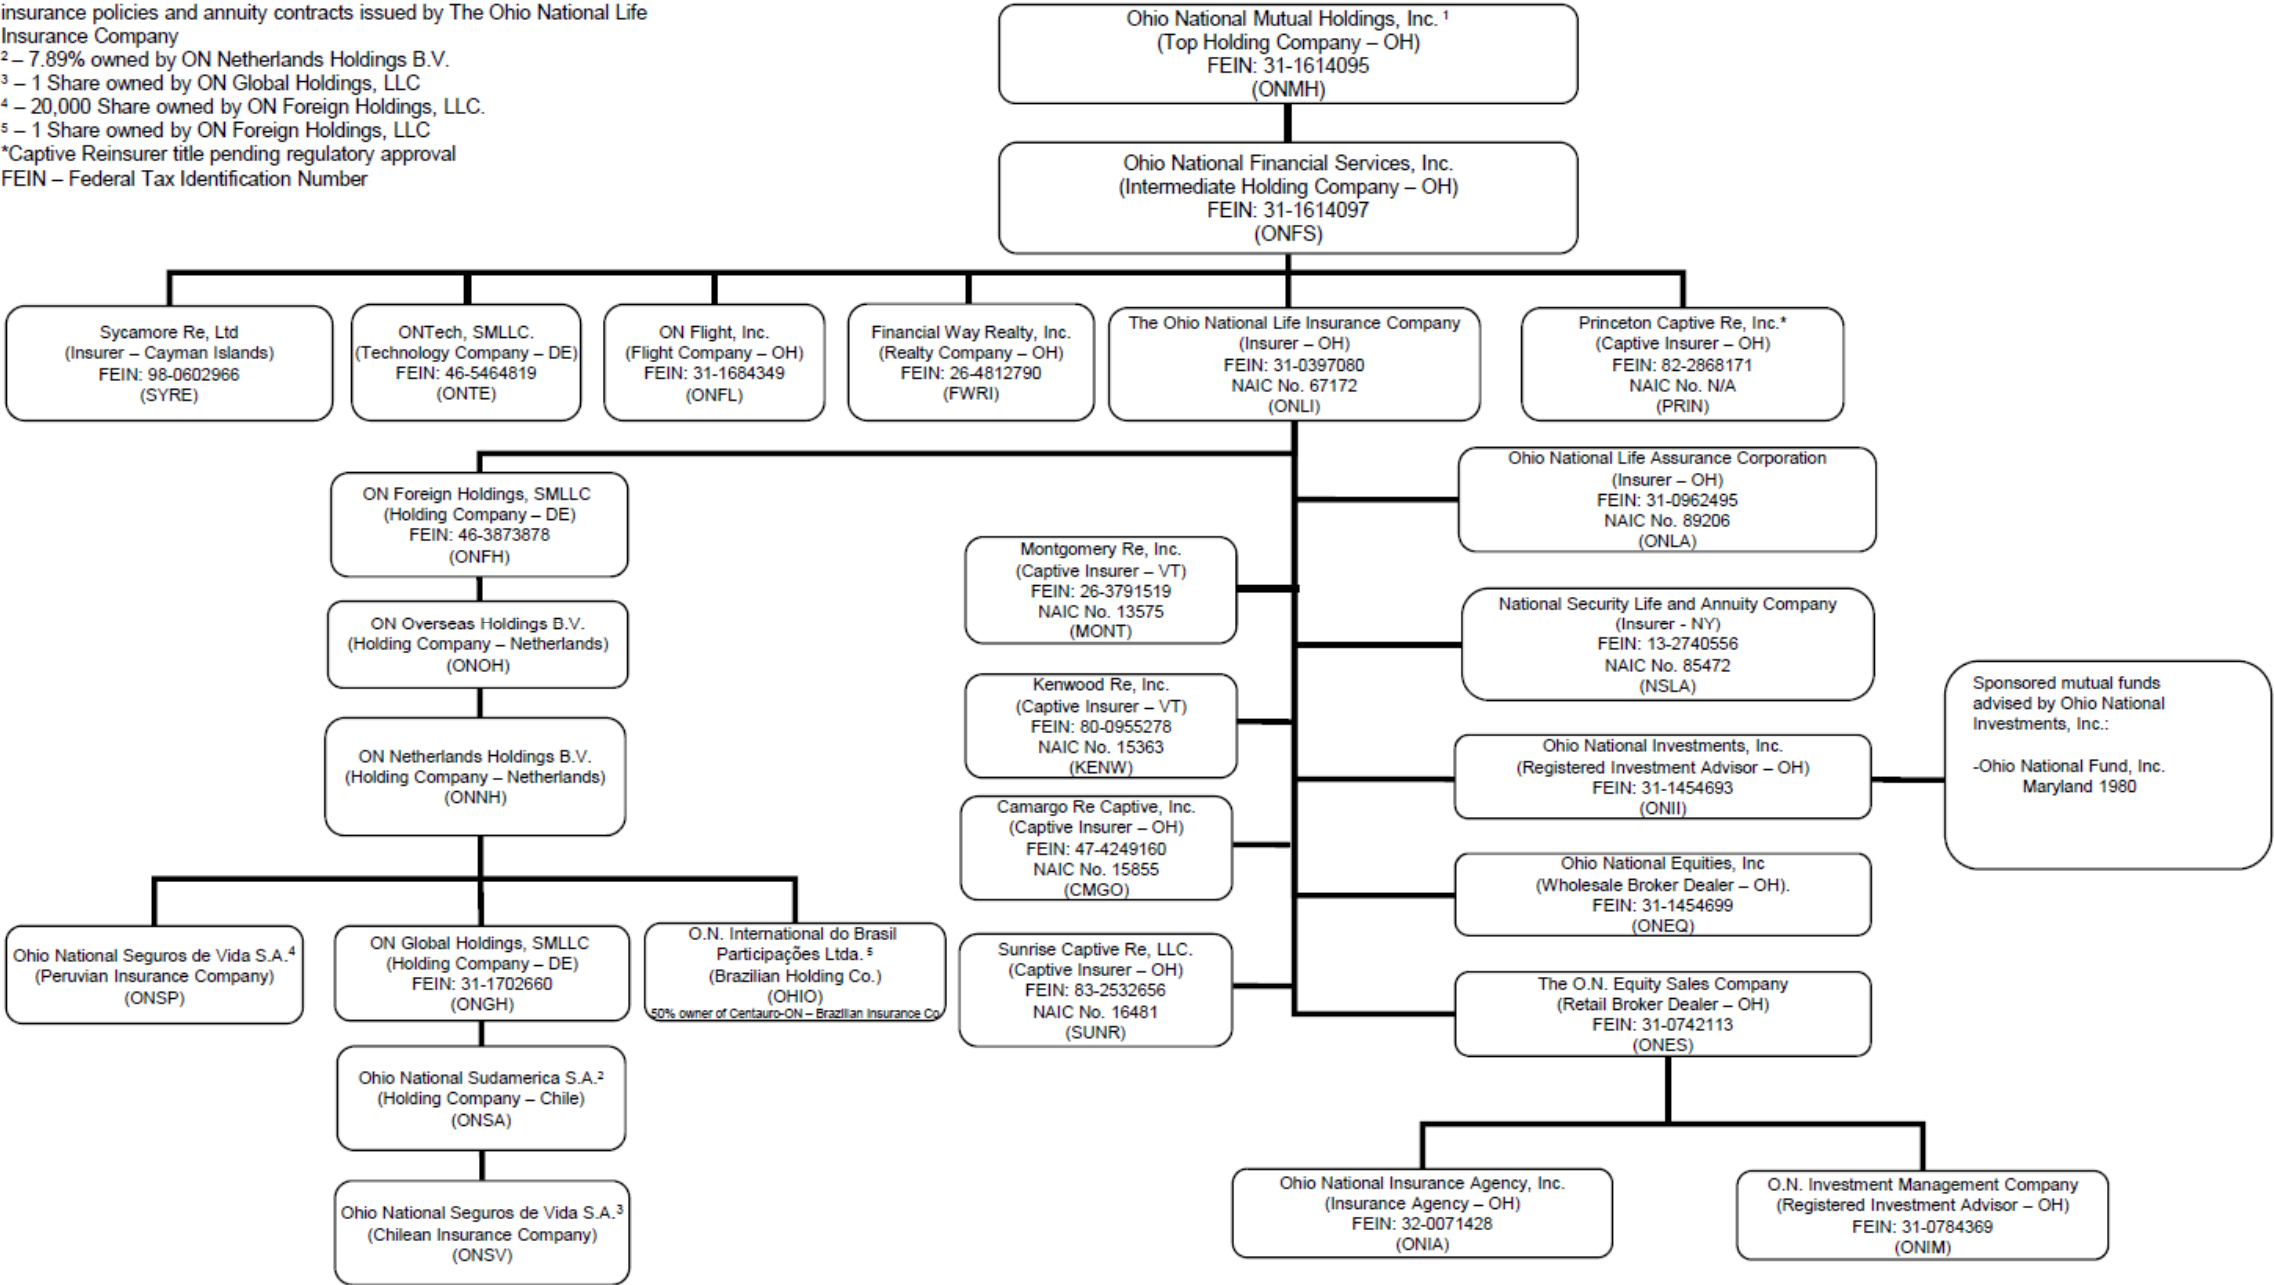 insurance policies and annuity contracts issued by The Ohio National Life
Insurance Company
² – 7.89% owned by ON Netherlands Holdings B.V.
³ – 1 Share owned by ON Global Holdings, LLC
⁴ – 20,000 Share owned by ON Foreign Holdings, LLC.
⁵ – 1 Share owned by ON Foreign Holdings, LLC
*Captive Reinsurer title pending regulatory approval
FEIN – Federal Tax Identification Number
Ohio National Mutual Holdings, Inc. ¹
(Top Holding Company – OH)
FEIN: 31-1614095
(ONMH)
Ohio National Financial Services, Inc.
(Intermediate Holding Company – OH)
FEIN: 31-1614097
(ONFS)
Sycamore Re, Ltd
(Insurer – Cayman Islands)
FEIN: 98-0602966
(SYRE)
ONTech, SMLLC.
(Technology Company – DE)
FEIN: 46-5464819
(ONTE)
ON Flight, Inc.
(Flight Company – OH)
FEIN: 31-1684349
(ONFL)
Financial Way Realty, Inc.
(Realty Company – OH)
FEIN: 26-4812790
(FWRI)
The Ohio National Life Insurance Company
(Insurer – OH)
FEIN: 31-0397080
NAIC No. 67172
(ONLI)
Princeton Captive Re, Inc.*
(Captive Insurer – OH)
FEIN: 82-2868171
NAIC No. N/A
(PRIN)
ON Foreign Holdings, SMLLC
(Holding Company – DE)
FEIN: 46-3873878
(ONFH)
ON Overseas Holdings B.V.
(Holding Company – Netherlands)
(ONOH)
ON Netherlands Holdings B.V.
(Holding Company – Netherlands)
(ONNH)
Ohio National Seguros de Vida S.A.⁴
(Peruvian Insurance Company)
(ONSP)
ON Global Holdings, SMLLC
(Holding Company – DE)
FEIN: 31-1702660
(ONGH)
O.N. International do Brasil
Participações Ltda. ⁵
(Brazilian Holding Co.)
(OHIO)
50% owner of Centauro-ON – Brazilian Insurance Co
Ohio National Sudamerica S.A.²
(Holding Company – Chile)
(ONSA)
Ohio National Seguros de Vida S.A.³
(Chilean Insurance Company)
(ONSV)
Montgomery Re, Inc.
(Captive Insurer – VT)
FEIN: 26-3791519
NAIC No. 13575
(MONT)
Kenwood Re, Inc.
(Captive Insurer – VT)
FEIN: 80-0955278
NAIC No. 15363
(KENW)
Camargo Re Captive, Inc.
(Captive Insurer – OH)
FEIN: 47-4249160
NAIC No. 15855
(CMGO)
Sunrise Captive Re, LLC.
(Captive Insurer – OH)
FEIN: 83-2532656
NAIC No. 16481
(SUNR)
Ohio National Life Assurance Corporation
(Insurer – OH)
FEIN: 31-0962495
NAIC No. 89206
(ONLA)
National Security Life and Annuity Company
(Insurer - NY)
FEIN: 13-2740556
NAIC No. 85472
(NSLA)
Ohio National Investments, Inc.
(Registered Investment Advisor – OH)
FEIN: 31-1454693
(ONII)
Sponsored mutual funds
advised by Ohio National
Investments, Inc.:
-Ohio National Fund, Inc.
Maryland 1980
Ohio National Equities, Inc
(Wholesale Broker Dealer – OH).
FEIN: 31-1454699
(ONEQ)
The O.N. Equity Sales Company
(Retail Broker Dealer – OH)
FEIN: 31-0742113
(ONES)
Ohio National Insurance Agency, Inc.
(Insurance Agency – OH)
FEIN: 32-0071428
(ONIA)
O.N. Investment Management Company
(Registered Investment Advisor – OH)
FEIN: 31-0784369
(ONIM)